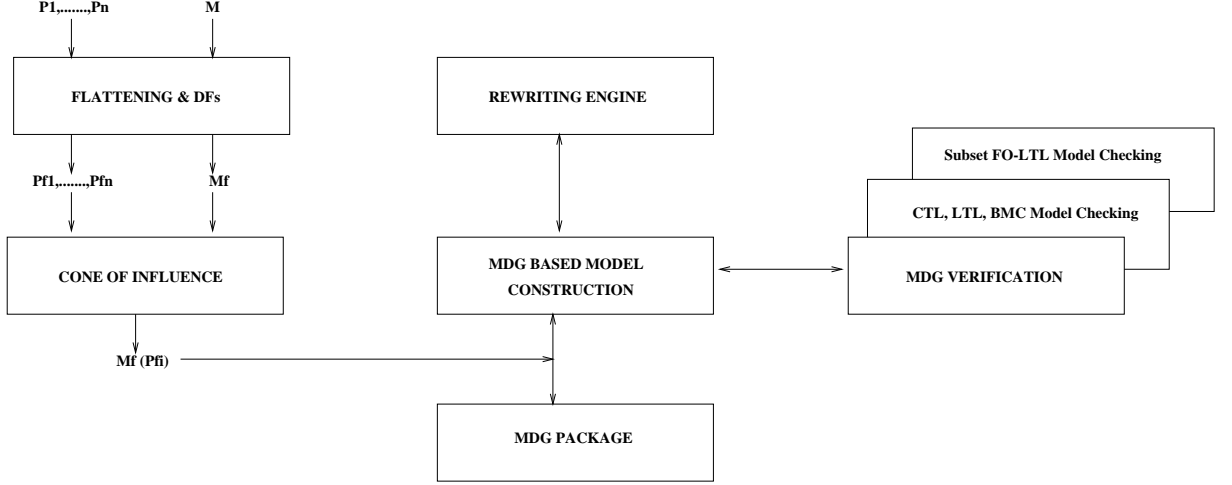 P1,.......,Pn
M
FLATTENING & DFs
Pf1,.......,Pfn
Mf
CONE OF INFLUENCE
Mf (Pfi)
REWRITING ENGINE
MDG BASED MODEL
CONSTRUCTION
MDG PACKAGE
Subset FO-LTL Model Checking
CTL, LTL, BMC Model Checking
MDG VERIFICATION